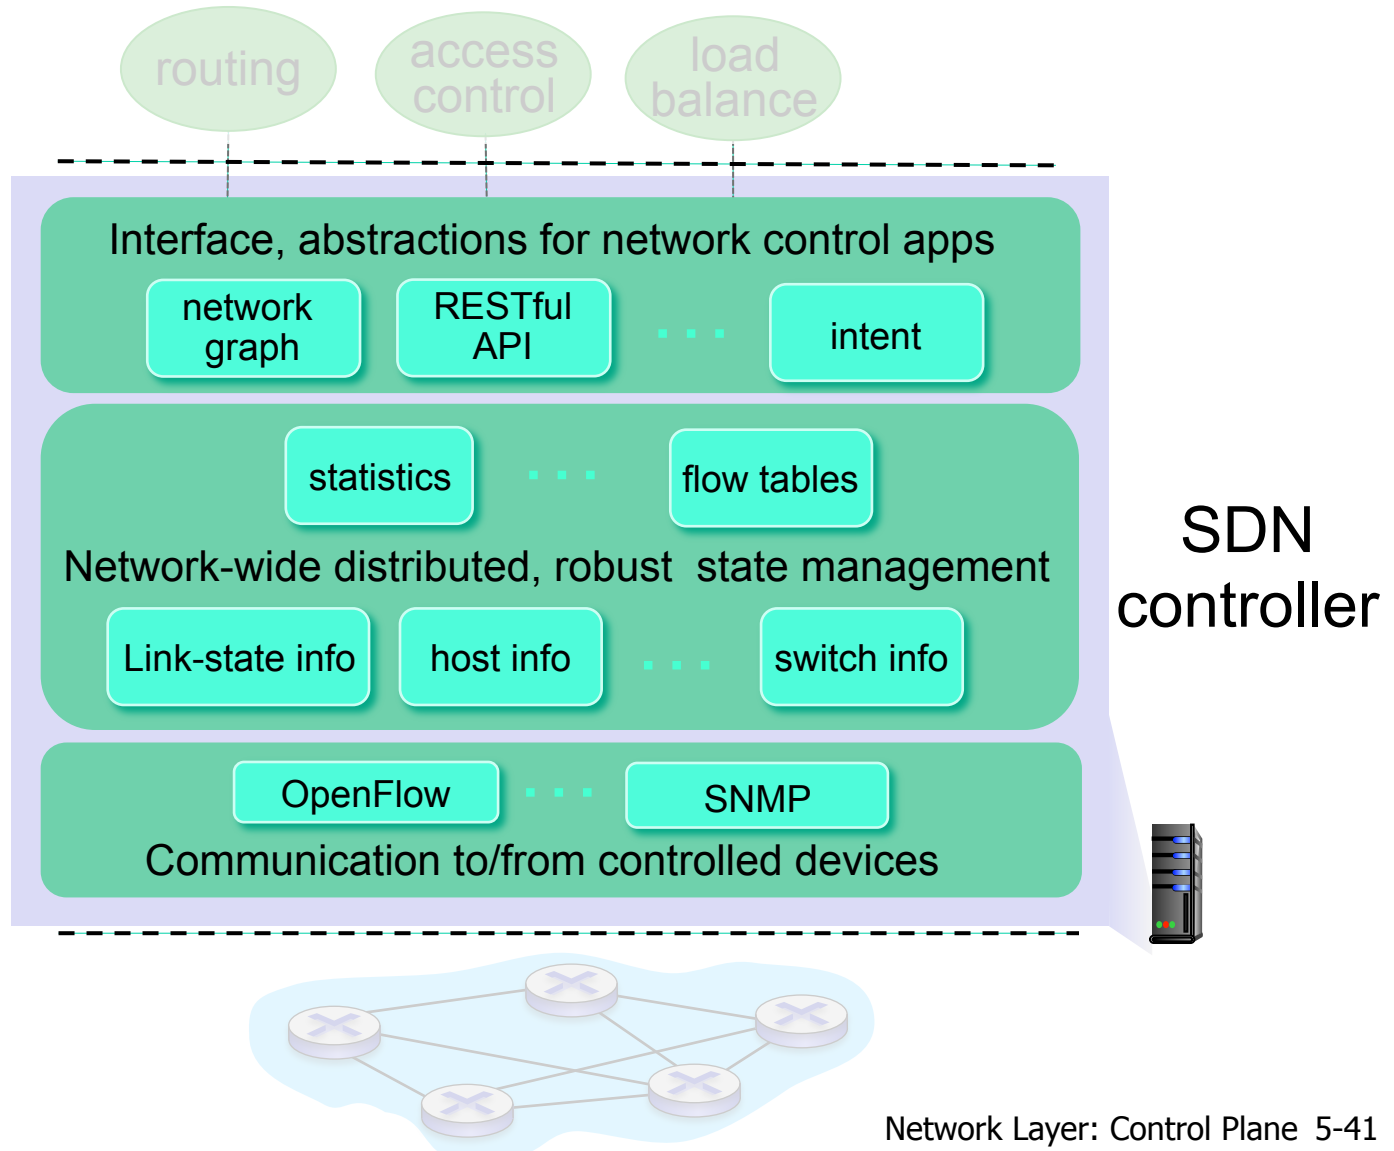 routing
access
control
load
balance
Interface, abstractions for network control apps
network
graph
RESTful
API
. . .
intent
statistics
. . .
flow tables
Network-wide distributed, robust  state management
Link-state info
host info
. . .
switch info
SDN
controller
OpenFlow
. . .
SNMP
Communication to/from controlled devices
Network Layer: Control Plane 5-41